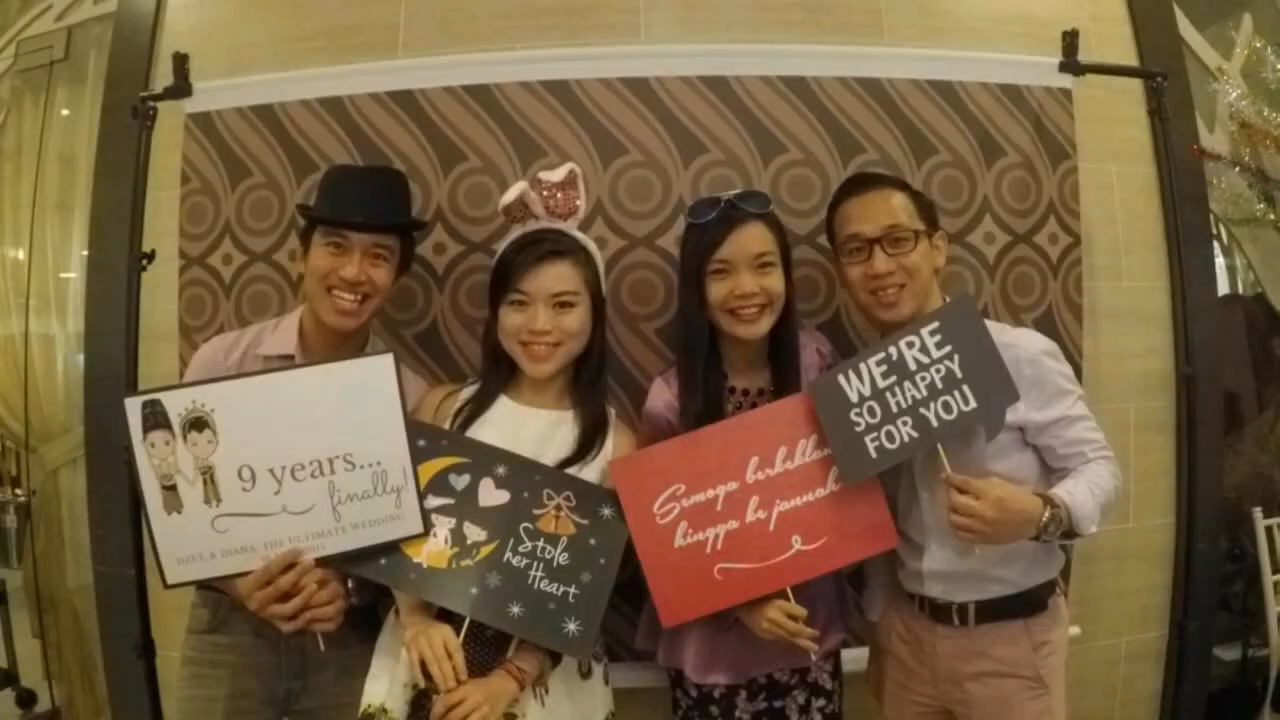 9 years...
finally!
DZUL & DIANA: THE ULTIMATE WEDDING
Stole
her
Heart
Semoga berkekalan
hingga ke jannah
WE'RE
SO HAPPY
FOR YOU